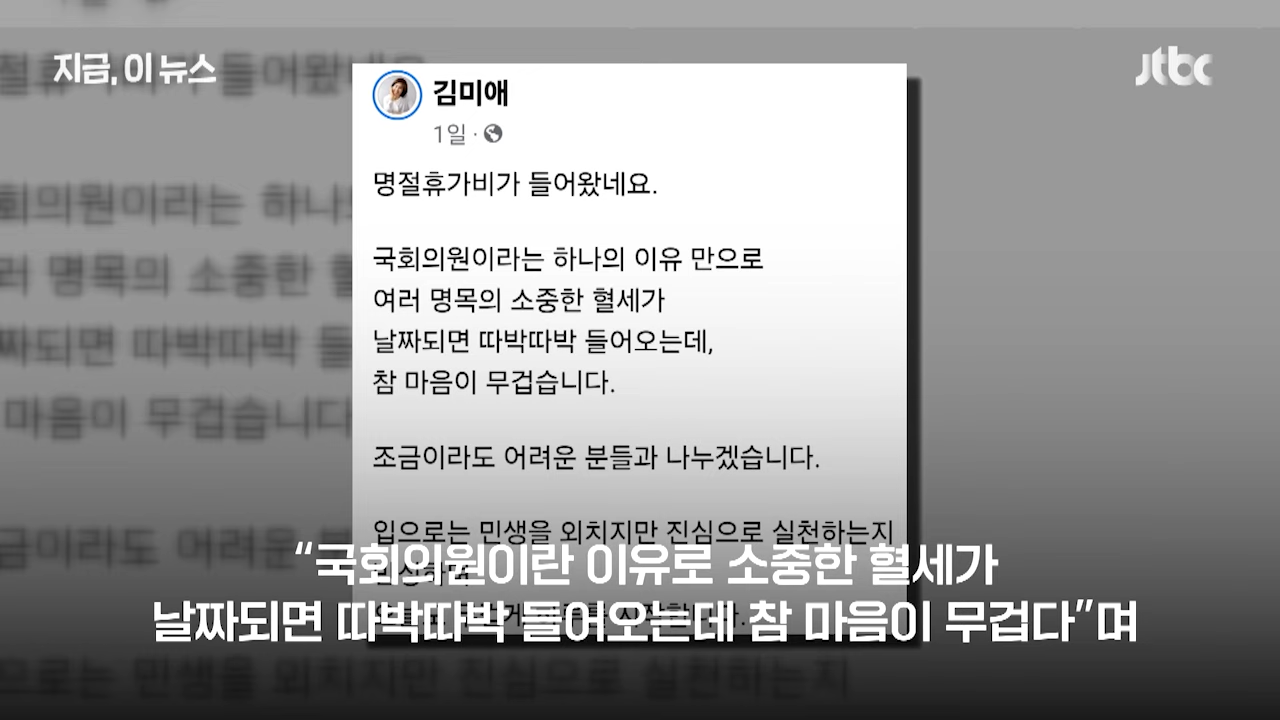 지금, 이 뉴스
jtbc
김미애
1일
명절휴가비가 들어왔네요.
국회의원이라는 하나의 이유 만으로
여러 명목의 소중한 혈세가
날짜되면 따박따박 들어오는데,
참 마음이 무겁습니다.
조금이라도 어려운 분들과 나누겠습니다.
입으로는 민생을 외치지만 진심으로 실천하는지
“국회의원이란 이유로 소중한 혈세가
날짜되면 따박따박 들어오는데 참 마음이 무겁다”며